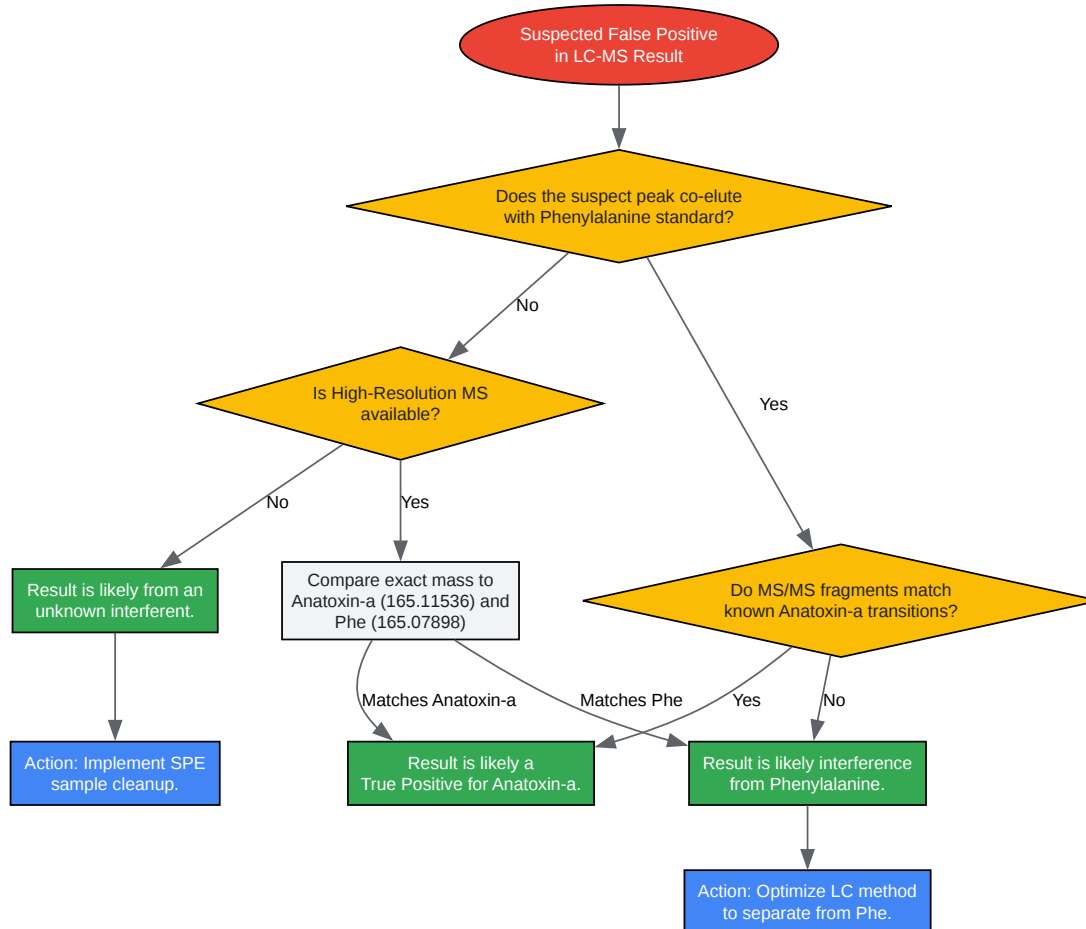 Suspected False Positive
in LC-MS Result
Does the suspect peak co-elute
with Phenylalanine standard?
No
Yes
Is High-Resolution MS
available?
No
Yes
Result is likely from an
unknown interferent.
Compare exact mass to
Anatoxin-a (165.11536) and
Phe (165.07898)
Do MS/MS fragments match
known Anatoxin-a transitions?
Matches Anatoxin-a
Matches Phe
Yes
No
Action: Implement SPE
sample cleanup.
Result is likely a
True Positive for Anatoxin-a.
Result is likely interference
from Phenylalanine.
Action: Optimize LC method
to separate from Phe.